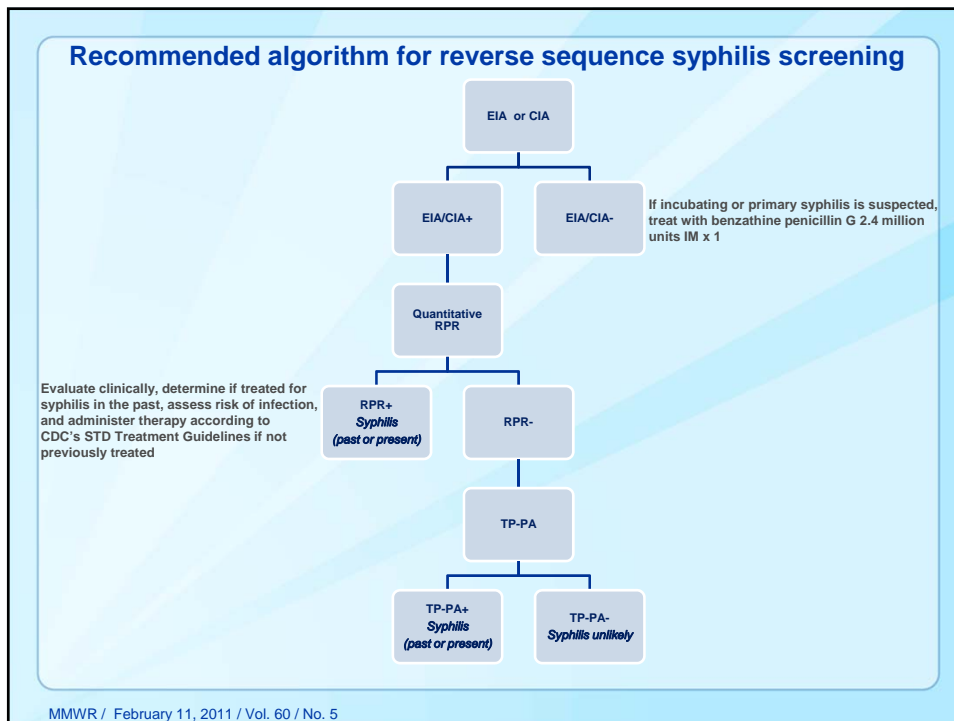 Recommended algorithm for reverse sequence syphilis screening
EIA or CIA
EIA/CIA+
EIA/CIA-
If incubating or primary syphilis is suspected,
treat with benzathine penicillin G 2.4 million
units IM x 1
Quantitative
RPR
Evaluate clinically, determine if treated for
syphilis in the past, assess risk of infection,
and administer therapy according to
CDC's STD Treatment Guidelines if not
previously treated
RPR+
Syphilis
(past or present)
RPR-
TP-PA
TP-PA+
Syphilis
(past or present)
TP-PA-
Syphilis unlikely
MMWR / February 11, 2011 / Vol. 60 / No. 5